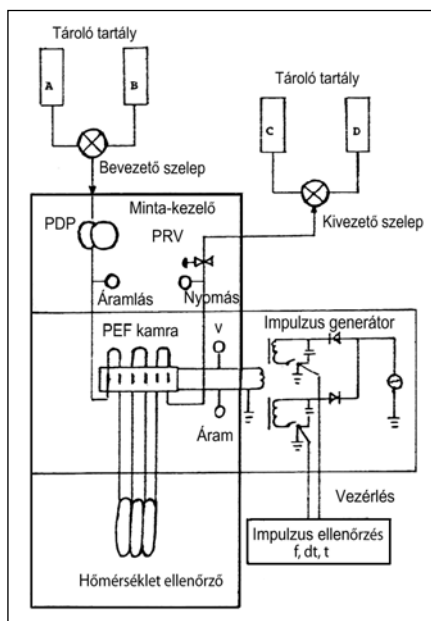 Tároló tartály
A
B
Bevezető szelep
Tároló tartály
C
D
Kivezető szelep
Minta-kezelő
PDP
PRV
Áramlás
Nyomás
PEF kamra
V
Impulzus generátor
Áram
Vezérlés
Impulzus ellenőrzés
f, dt, t
Hőmérséklet ellenőrző